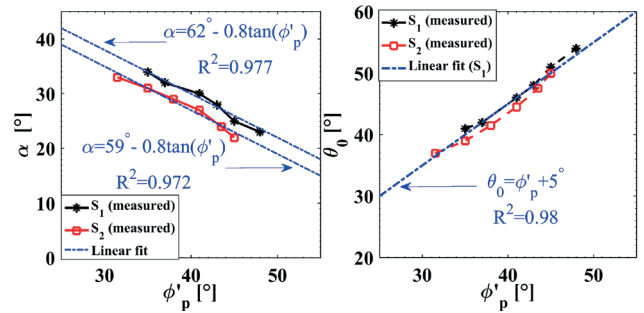 α [°]
40
30
20
10
0
α=62°- 0.8tan(ϕ'p)
R²=0.977
α=59°- 0.8tan(ϕ'p)
R²=0.972
S₁ (measured)
S₂ (measured)
Linear fit
30 40 50
ϕ'p [°]
θ₀ [°]
60
50
40
30
20
S₁ (measured)
S₂ (measured)
Linear fit (S₁)
θ₀=ϕ'p+5°
R²=0.98
30 40 50
ϕ'p [°]